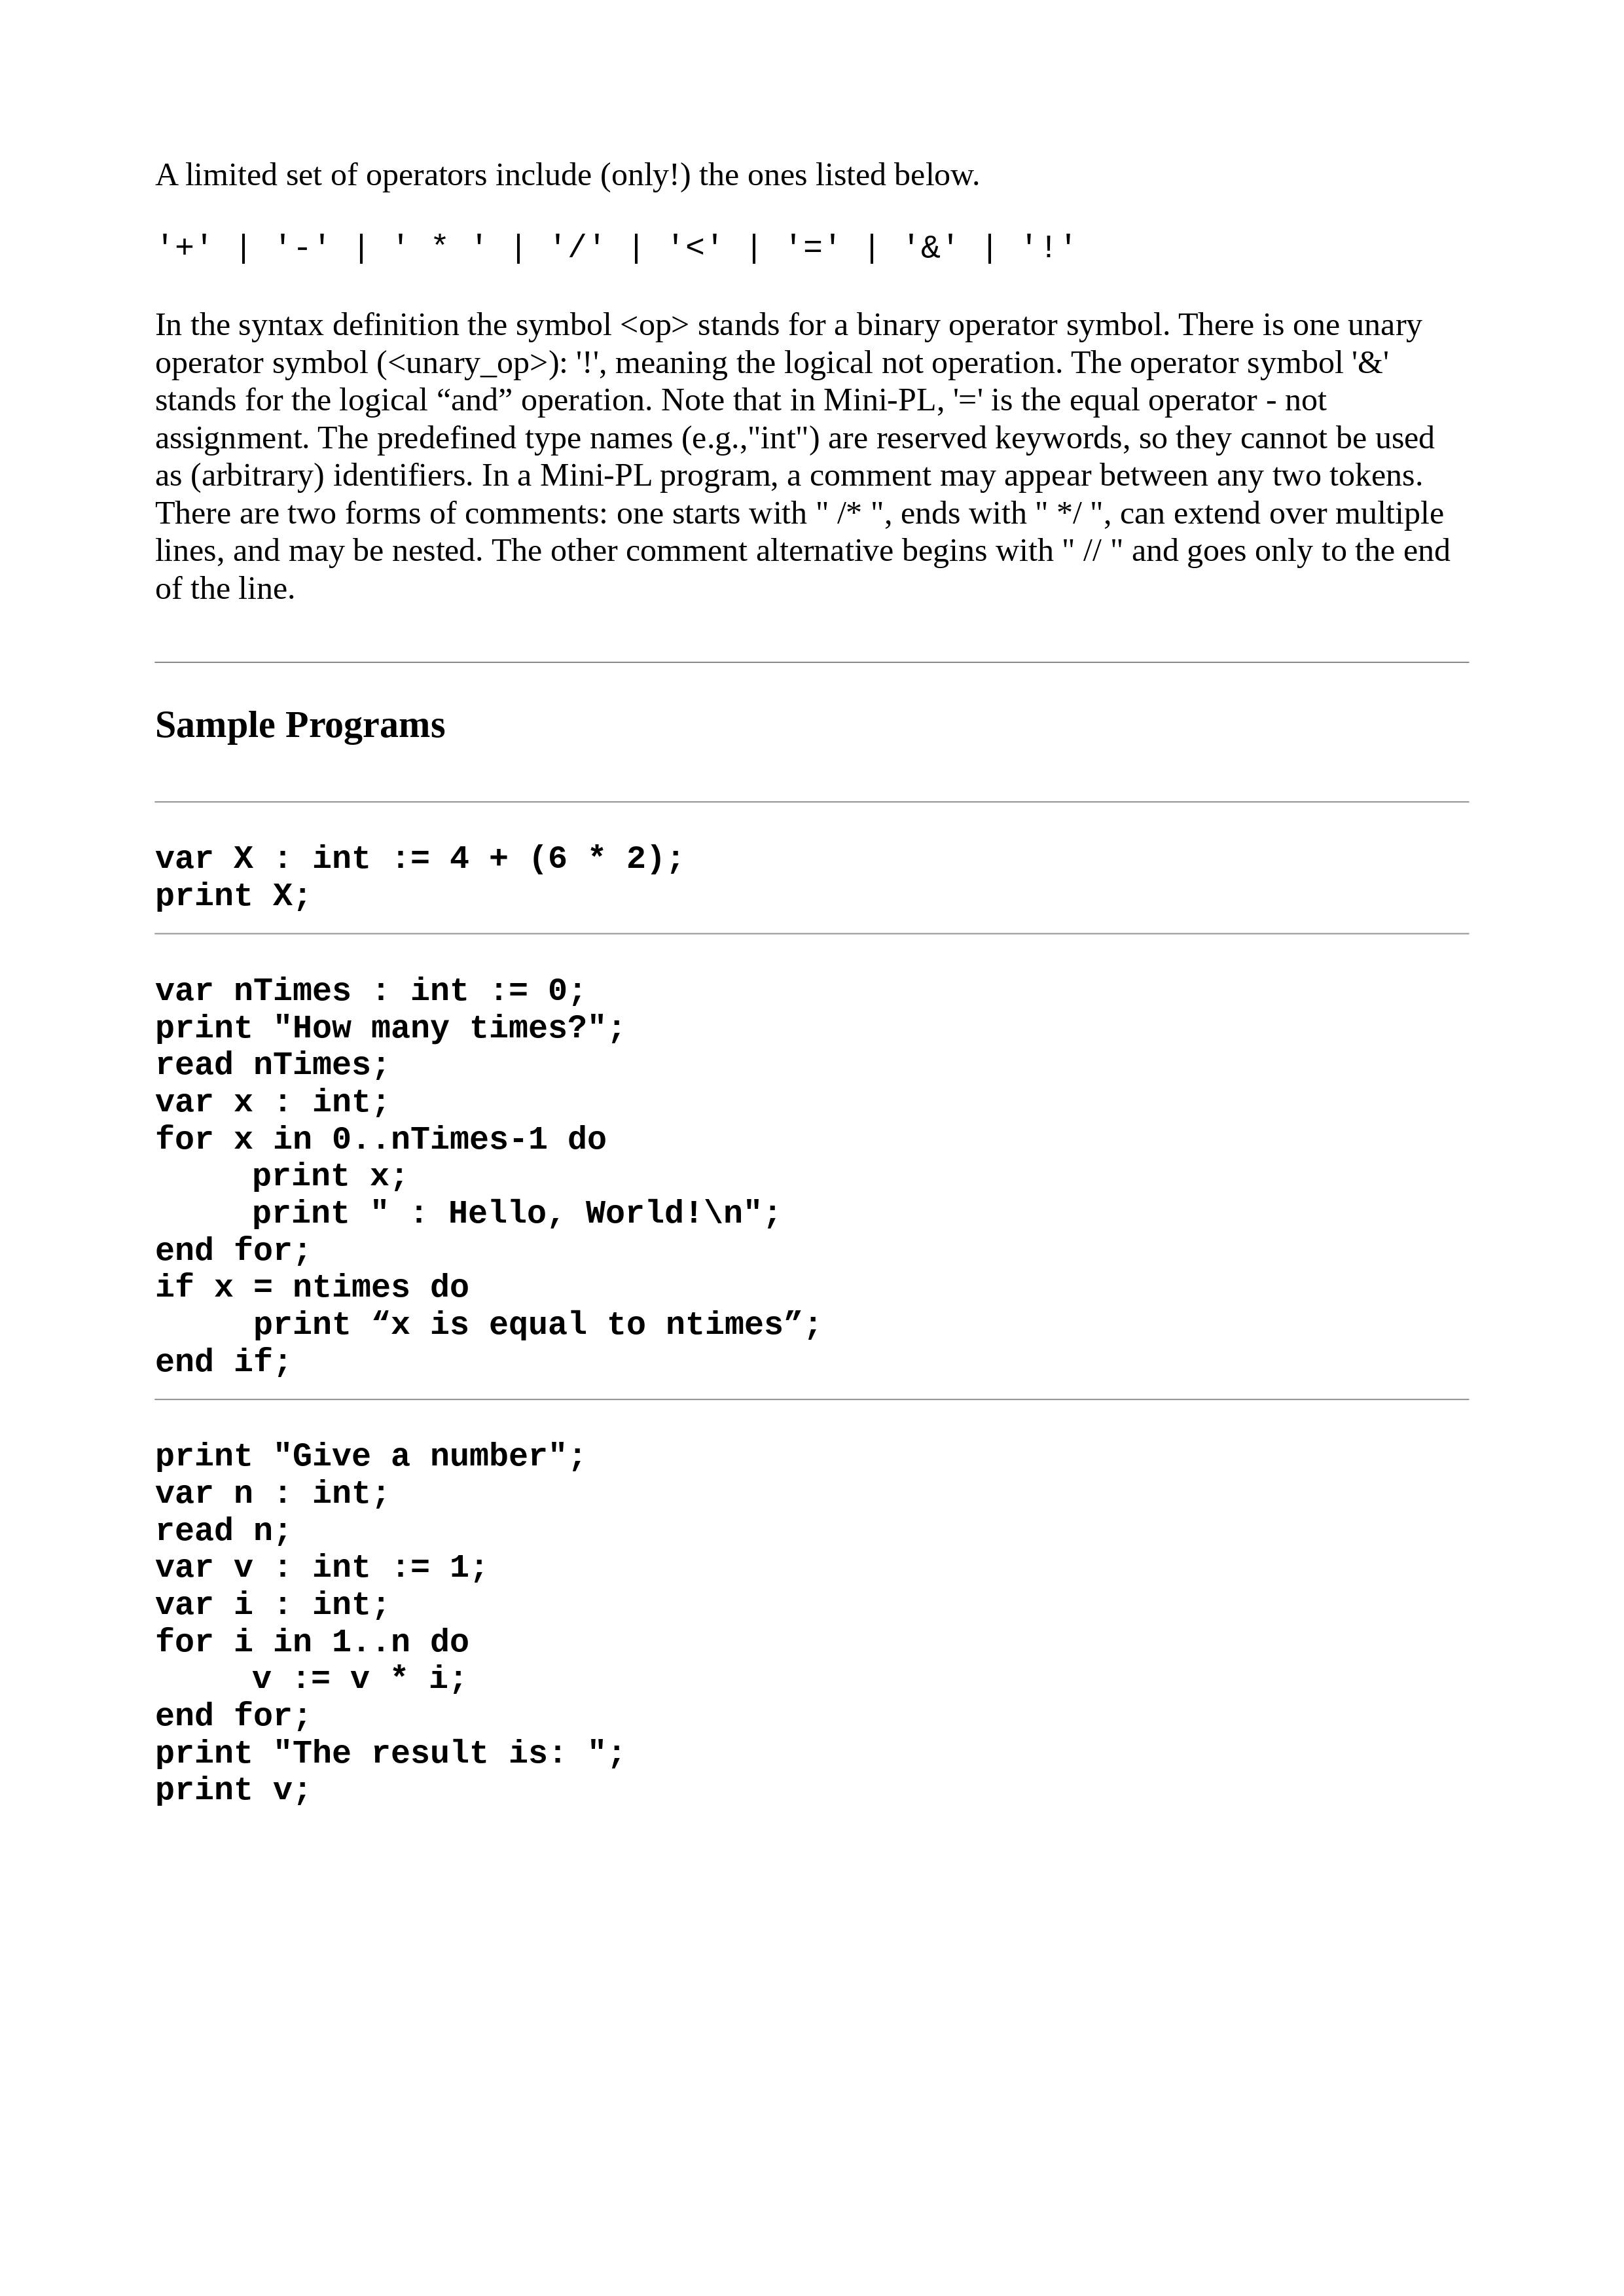 A limited set of operators include (only!) the ones listed below.
'+' | '-' | ' * ' | '/' | '<' | '=' | '&' | '!'
In the syntax definition the symbol <op> stands for a binary operator symbol. There is one unary
operator symbol (<unary_op>): '!', meaning the logical not operation. The operator symbol '&'
stands for the logical “and” operation. Note that in Mini-PL, '=' is the equal operator - not
assignment. The predefined type names (e.g.,"int") are reserved keywords, so they cannot be used
as (arbitrary) identifiers. In a Mini-PL program, a comment may appear between any two tokens.
There are two forms of comments: one starts with " /* ", ends with " */ ", can extend over multiple
lines, and may be nested. The other comment alternative begins with " // " and goes only to the end
of the line.
Sample Programs
var X : int := 4 + (6 * 2);
print X;
var nTimes : int := 0;
print "How many times?";
read nTimes;
var x : int;
for x in 0..nTimes-1 do
print x;
print " : Hello, World!\n";
end for;
if x = ntimes do
print “x is equal to ntimes”;
end if;
print "Give a number";
var n : int;
read n;
var v : int := 1;
var i : int;
for i in 1..n do
v := v * i;
end for;
print "The result is: ";
print v;